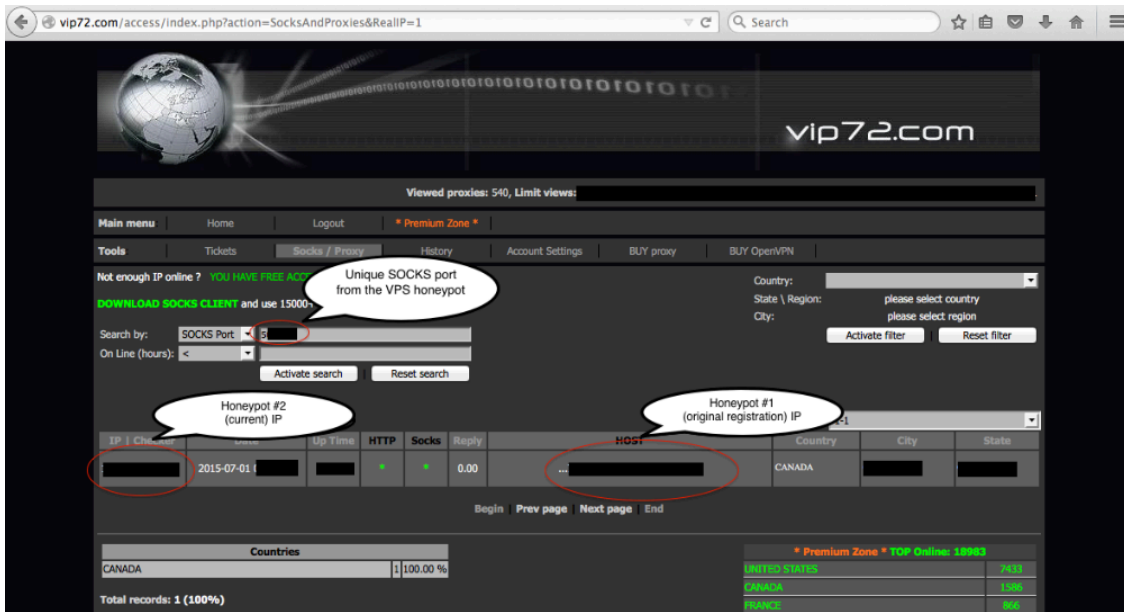 vip72.com/access/index.php?action=SocksAndProxies&RealIP=1
Search
vip72.com
Viewed proxies: 540, Limit views:
Main menu Home Logout * Premium Zone *
Tools Tickets Socks / Proxy History Account Settings BUY proxy BUY OpenVPN
Not enough IP online ? YOU HAVE FREE
Unique SOCKS port
from the VPS honeypot
DOWNLOAD SOCKS CLIENT and use 15000+
Country:
State \ Region: please select country
City: please select region
Activate filter | Reset filter
Search by: SOCKS Port
On Line (hours): <
Activate search | Reset search
Honeypot #2
(current) IP
Honeypot #1
(original registration) IP
IP | Checker Date Up Time HTTP Socks Reply HOST Country City State
2015-07-01 * * 0.00 ... CANADA
Begin | Prev page | Next page | End
Countries
CANADA 1 100.00 %
Total records: 1 (100%)
* Premium Zone * TOP Online: 18983
UNITED STATES 7433
CANADA 1586
FRANCE 866